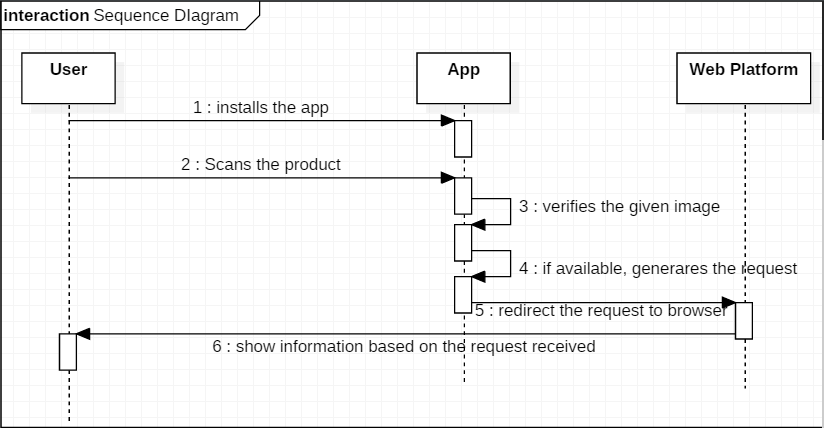 interaction Sequence DIagram
User
App
Web Platform
1 : installs the app
2 : Scans the product
3 : verifies the given image
4 : if available, generares the request
5 : redirect the request to browser
6 : show information based on the request received